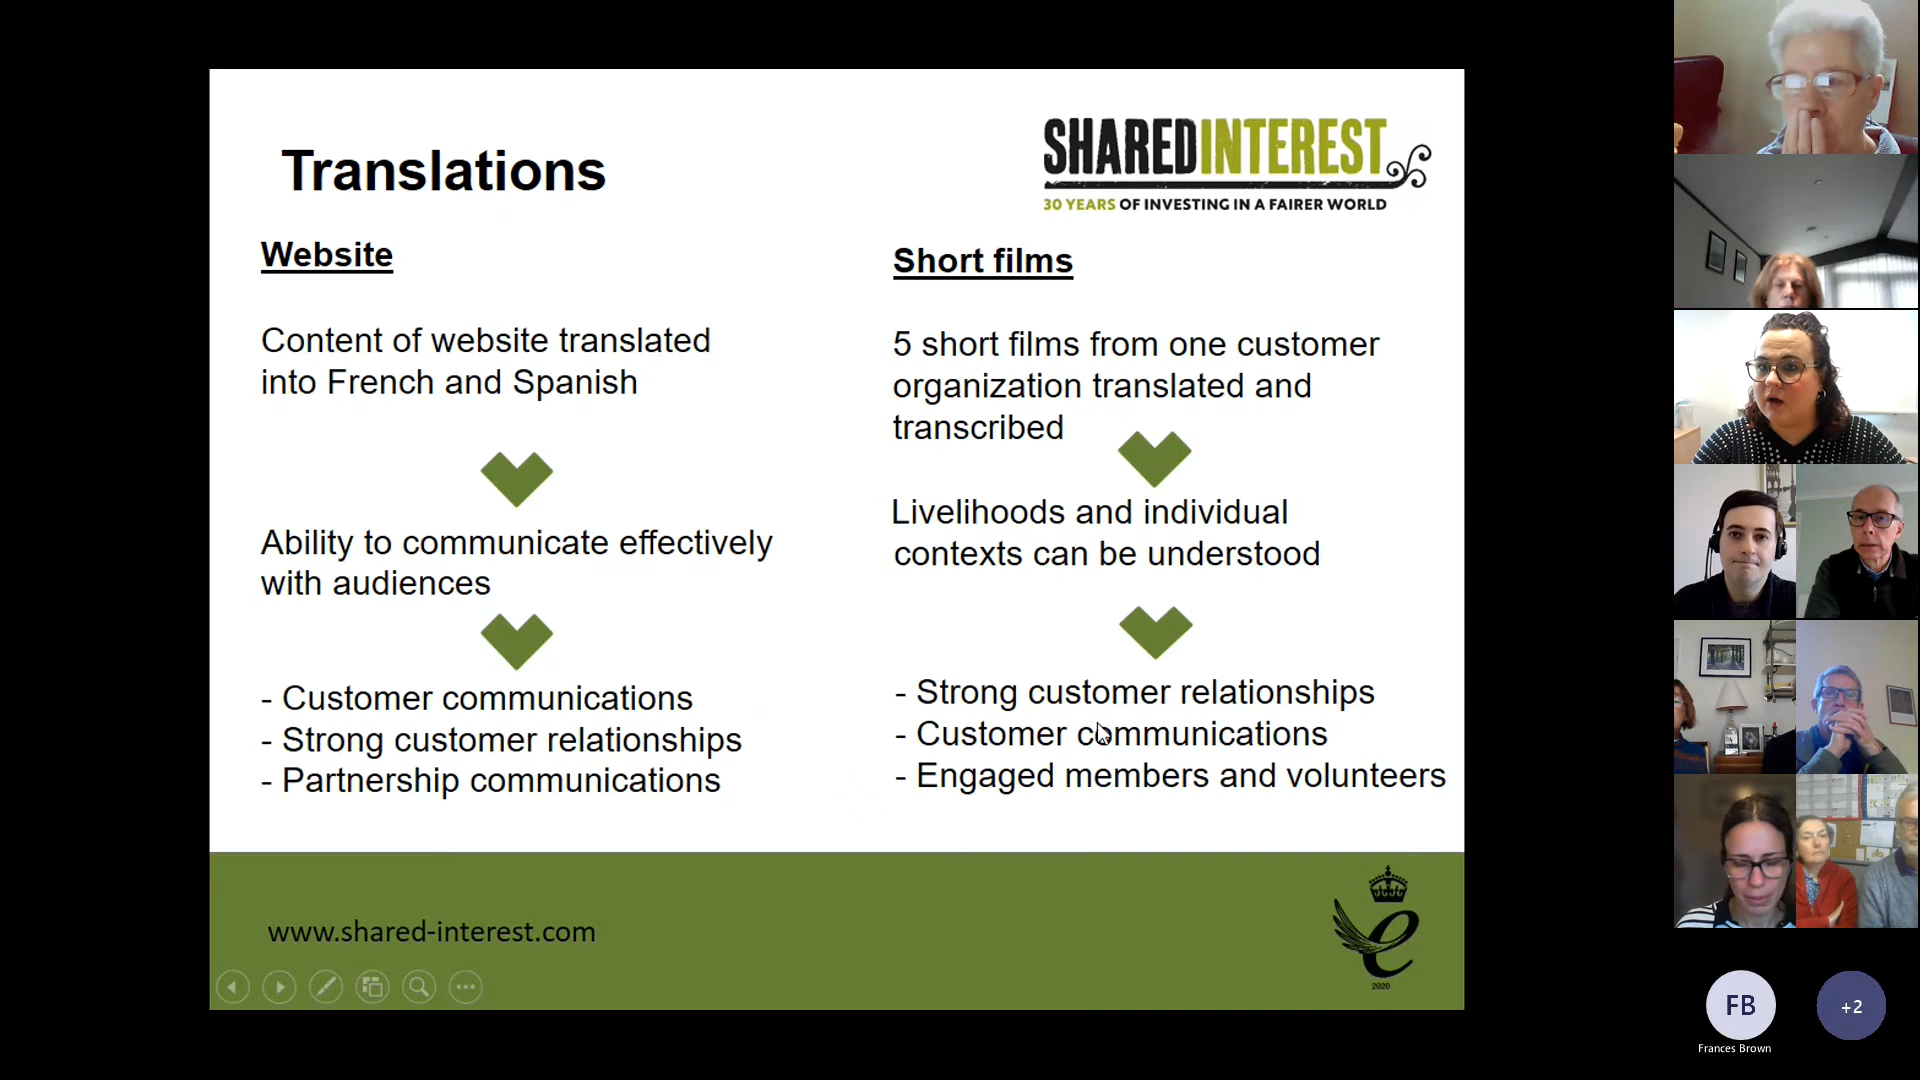 Translations
SHAREDINTEREST
30 YEARS OF INVESTING IN A FAIRER WORLD
Website
Content of website translated
into French and Spanish
Ability to communicate effectively
with audiences
- Customer communications
- Strong customer relationships
- Partnership communications
Short films
5 short films from one customer
organization translated and
transcribed
Livelihoods and individual
contexts can be understood
- Strong customer relationships
- Customer communications
- Engaged members and volunteers
www.shared-interest.com
e
2020
FB
+2
Frances Brown